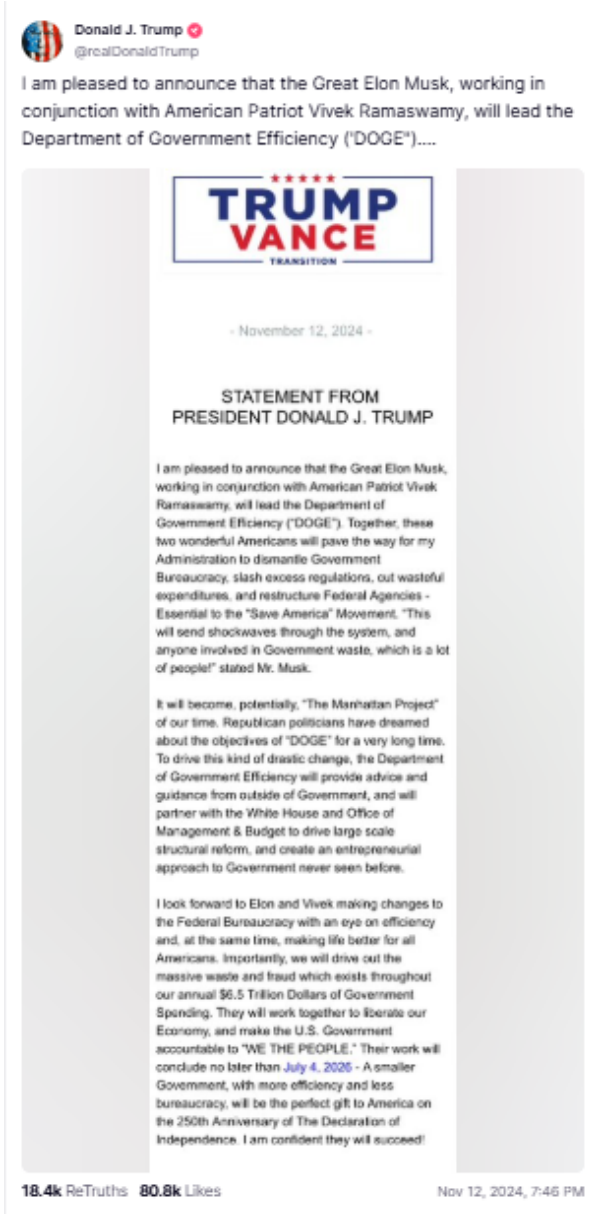 Donald J. Trump
@realDonaldTrump
I am pleased to announce that the Great Elon Musk, working in
conjunction with American Patriot Vivek Ramaswamy, will lead the
Department of Government Efficiency ('DOGE")....
TRUMP
VANCE
TRANSITION
- November 12, 2024 -
STATEMENT FROM
PRESIDENT DONALD J. TRUMP
I am pleased to announce that the Great Elon Musk,
working in conjunction with American Patriot Vivek
Ramaswamy, will lead the Department of
Government Efficiency ("DOGE"). Together, these
two wonderful Americans will pave the way for my
Administration to dismantle Government
Bureaucracy, slash excess regulations, cut wasteful
expenditures, and restructure Federal Agencies -
Essential to the "Save America" Movement. "This
will send shockwaves through the system, and
anyone involved in Government waste, which is a lot
of people!" stated Mr. Musk.
It will become, potentially, "The Manhattan Project"
of our time. Republican politicians have dreamed
about the objectives of "DOGE" for a very long time.
To drive this kind of drastic change, the Department
of Government Efficiency will provide advice and
guidance from outside of Government, and will
partner with the White House and Office of
Management & Budget to drive large scale
structural reform, and create an entrepreneurial
approach to Government never seen before.
I look forward to Elon and Vivek making changes to
the Federal Bureaucracy with an eye on efficiency
and, at the same time, making life better for all
Americans. Importantly, we will drive out the
massive waste and fraud which exists throughout
our annual $6.5 Trillion Dollars of Government
Spending. They will work together to liberate our
Economy, and make the U.S. Government
accountable to "WE THE PEOPLE." Their work will
conclude no later than July 4, 2026 - A smaller
Government, with more efficiency and less
bureaucracy, will be the perfect gift to America on
the 250th Anniversary of The Declaration of
Independence. I am confident they will succeed!
18.4k ReTruths 80.8k Likes Nov 12, 2024, 7:46 PM